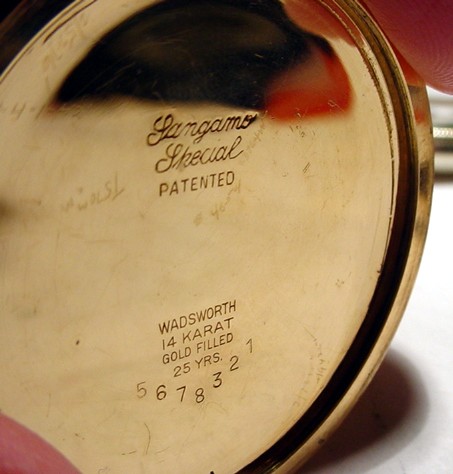 Sangamo
Special
PATENTED
WADSWORTH
14 KARAT
GOLD FILLED
25 YRS.
5678321